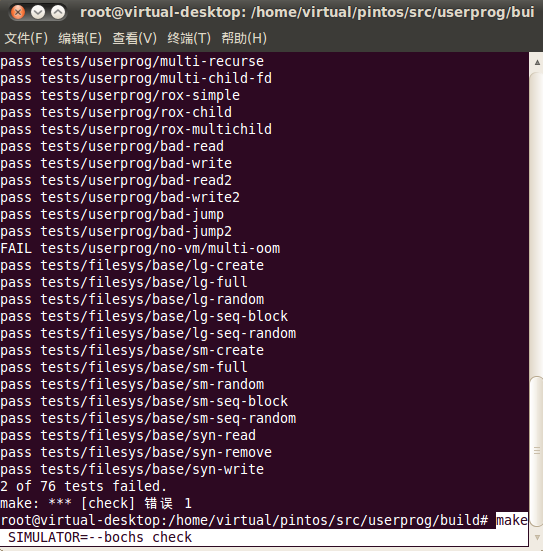 root@virtual-desktop: /home/virtual/pintos/src/userprog/bui
文件(F) 编辑(E) 查看(V) 终端(T) 帮助(H)
pass tests/userprog/multi-recurse
pass tests/userprog/multi-child-fd
pass tests/userprog/rox-simple
pass tests/userprog/rox-child
pass tests/userprog/rox-multichild
pass tests/userprog/bad-read
pass tests/userprog/bad-write
pass tests/userprog/bad-read2
pass tests/userprog/bad-write2
pass tests/userprog/bad-jump
pass tests/userprog/bad-jump2
FAIL tests/userprog/no-vm/multi-oom
pass tests/filesys/base/lg-create
pass tests/filesys/base/lg-full
pass tests/filesys/base/lg-random
pass tests/filesys/base/lg-seq-block
pass tests/filesys/base/lg-seq-random
pass tests/filesys/base/sm-create
pass tests/filesys/base/sm-full
pass tests/filesys/base/sm-random
pass tests/filesys/base/sm-seq-block
pass tests/filesys/base/sm-seq-random
pass tests/filesys/base/syn-read
pass tests/filesys/base/syn-remove
pass tests/filesys/base/syn-write
2 of 76 tests failed.
make: *** [check] 错误 1
root@virtual-desktop:/home/virtual/pintos/src/userprog/build# make
SIMULATOR=--bochs check